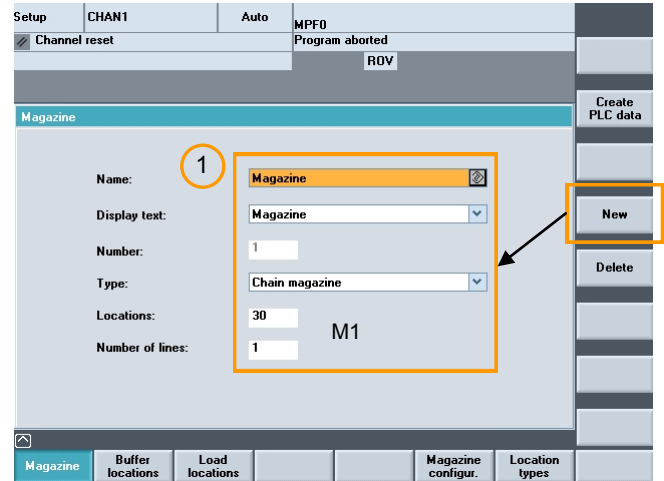 Setup CHAN1 Auto MPF0
Channel reset Program aborted
ROV
Magazine
Create
PLC data
1
Name: Magazine
Display text: Magazine
New
Number: 1
Delete
Type: Chain magazine
Locations: 30
M1
Number of lines: 1
Magazine
Buffer
locations
Load
locations
Magazine
configur.
Location
types